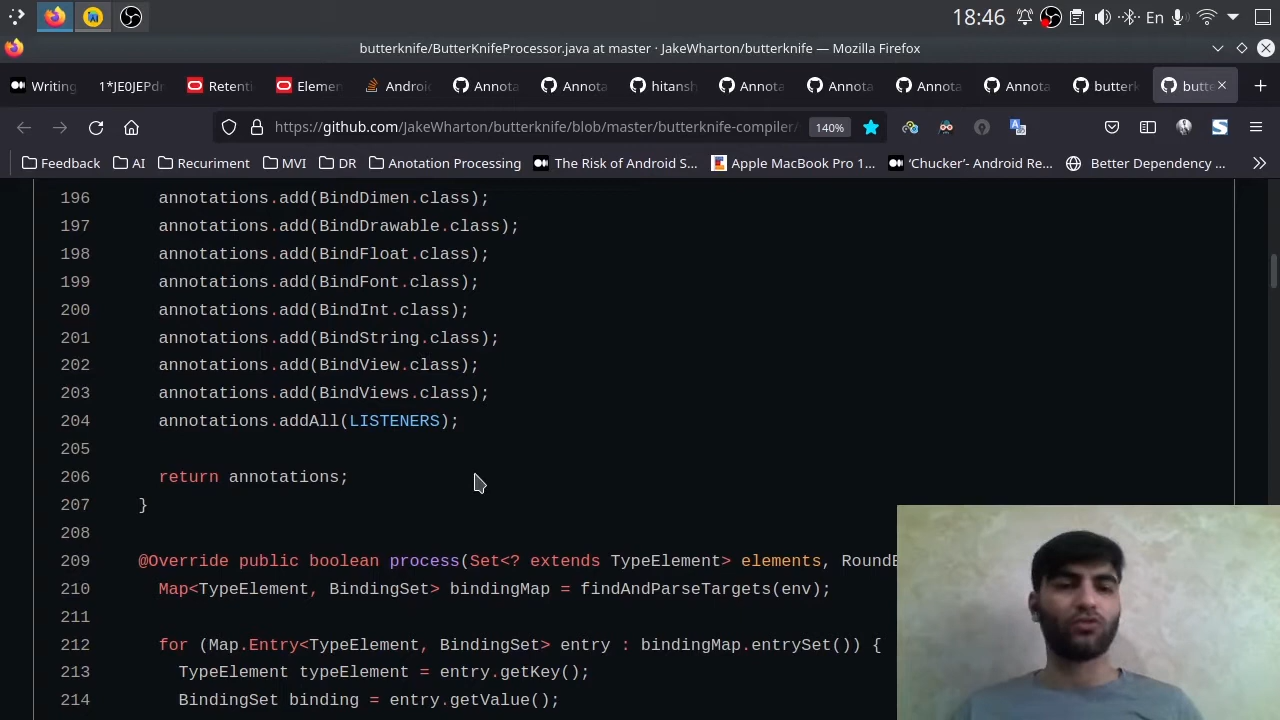 18:46
En
butterknife/ButterKnifeProcessor.java at master · JakeWharton/butterknife — Mozilla Firefox
Writing
1*JE0JEPdr
Retenti
Elemen
Androi
Annota
Annota
hitansh
Annota
Annota
Annota
Annota
butterk
butte
https://github.com/JakeWharton/butterknife/blob/master/butterknife-compiler/
140%
Feedback
AI
Recuriment
MVI
DR
Anotation Processing
The Risk of Android S...
Apple MacBook Pro 1...
‘Chucker’- Android Re...
Better Dependency ...
196 annotations.add(BindDimen.class);
197 annotations.add(BindDrawable.class);
198 annotations.add(BindFloat.class);
199 annotations.add(BindFont.class);
200 annotations.add(BindInt.class);
201 annotations.add(BindString.class);
202 annotations.add(BindView.class);
203 annotations.add(BindViews.class);
204 annotations.addAll(LISTENERS);
205
206 return annotations;
207 }
208
209 @Override public boolean process(Set<? extends TypeElement> elements, RoundE
210 Map<TypeElement, BindingSet> bindingMap = findAndParseTargets(env);
211
212 for (Map.Entry<TypeElement, BindingSet> entry : bindingMap.entrySet()) {
213 TypeElement typeElement = entry.getKey();
214 BindingSet binding = entry.getValue();